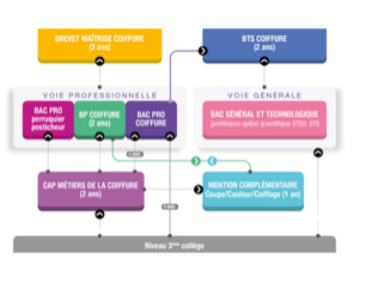 BREVET MAÎTRISE COIFFURE
(2 ans)
BTS COIFFURE
(2 ans)
VOIE PROFESSIONNELLE
VOIE GÉNÉRALE
BAC PRO
perruquier
posticheur
BP COIFFURE
(2 ans)
BAC PRO
COIFFURE
BAC GÉNÉRAL ET TECHNOLOGIQUE
CAP MÉTIERS DE LA COIFFURE
(2 ans)
MENTION COMPLÉMENTAIRE
Coupe/Couleur/Coiffage (1 an)
Niveau 3ème collège